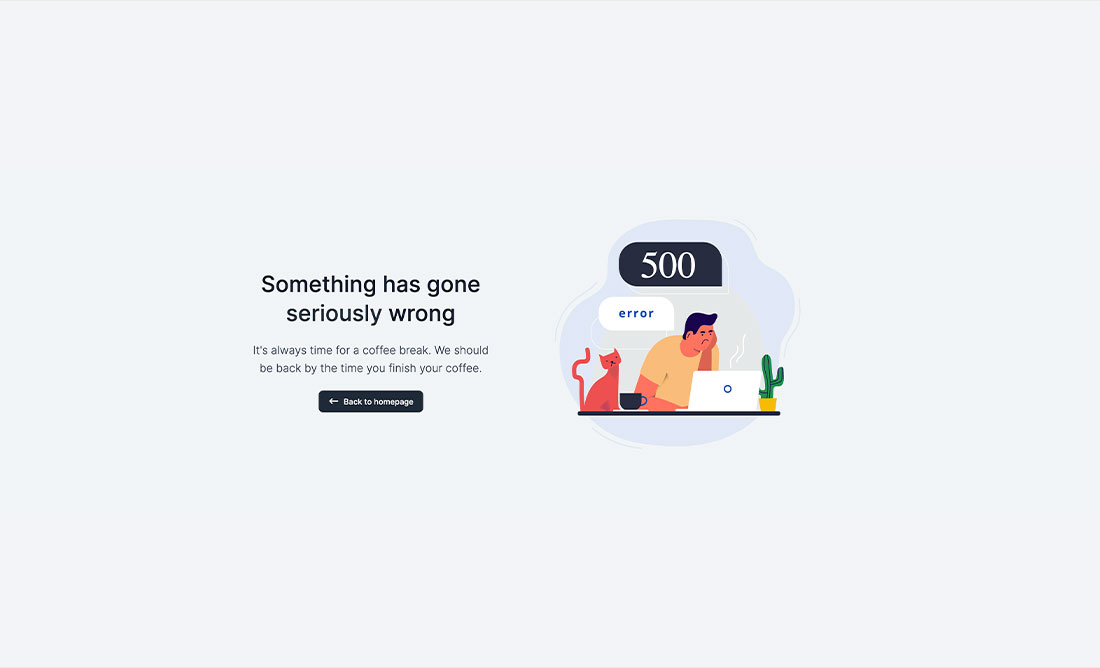 Something has gone
seriously wrong
It's always time for a coffee break. We should
be back by the time you finish your coffee.
← Back to homepage
500
error